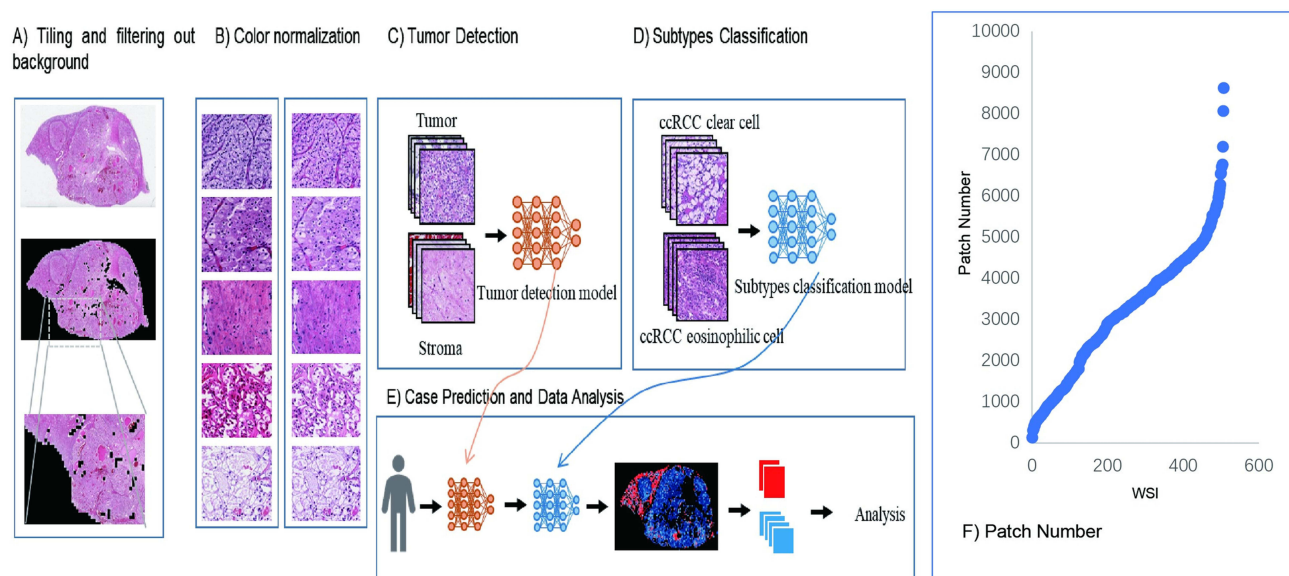 A) Tiling and filtering out
background
B) Color normalization
C) Tumor Detection
Tumor
Tumor detection model
Stroma
D) Subtypes Classification
ccRCC clear cell
Subtypes classification model
ccRCC eosinophilic cell
E) Case Prediction and Data Analysis
Analysis
10000
9000
8000
7000
6000
5000
4000
3000
2000
1000
0
Patch Number
0
200
400
600
WSI
F) Patch Number